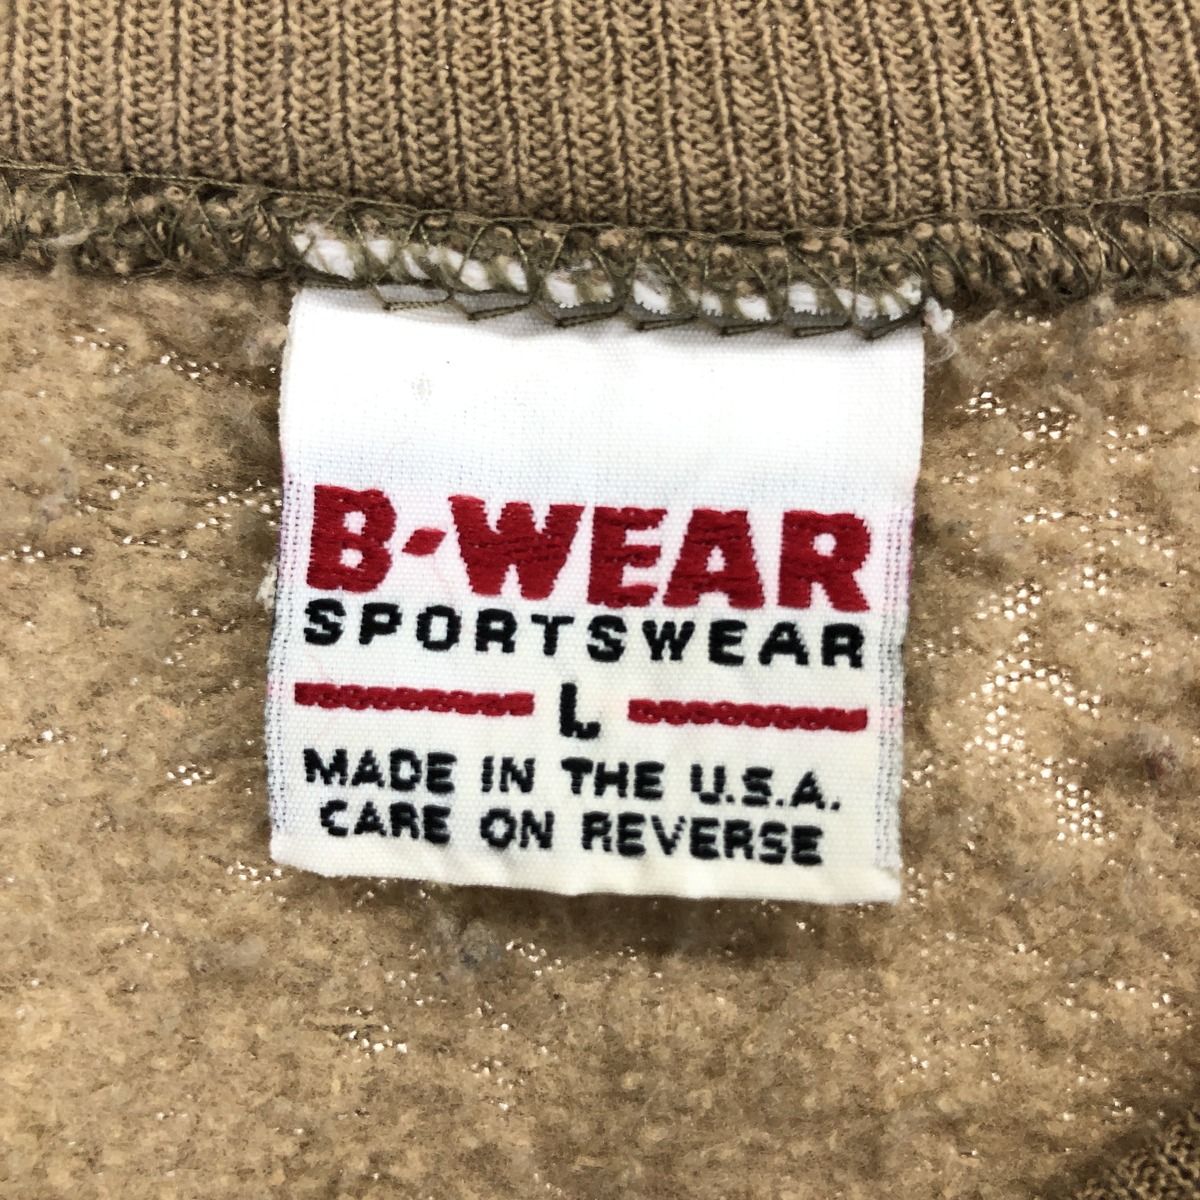 B-WEAR
SPORTSWEAR
L
MADE IN THE U.S.A.
CARE ON REVERSE